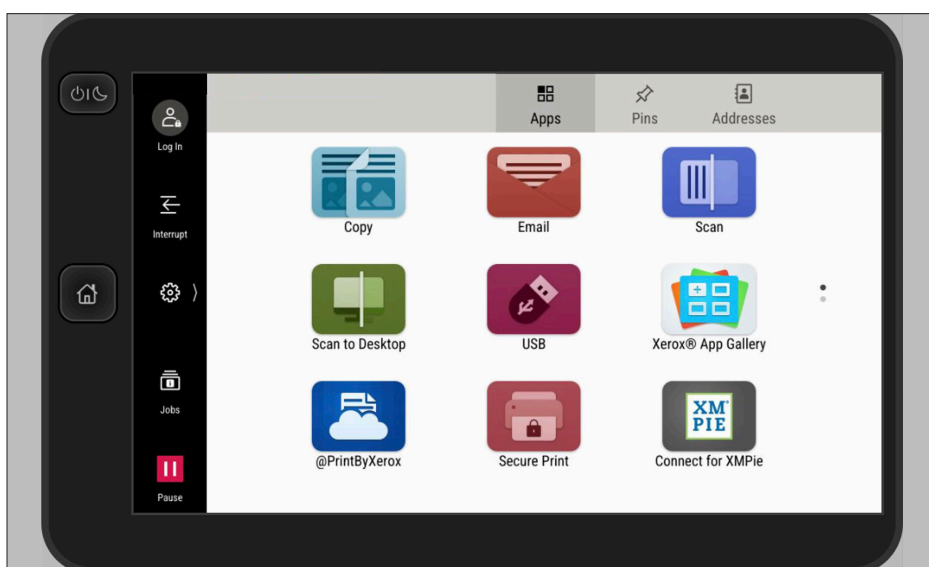 Apps
Pins
Addresses
Log In
Interrupt
Jobs
Pause
Copy
Email
Scan
Scan to Desktop
USB
Xerox® App Gallery
@PrintByXerox
Secure Print
XM
PIE
Connect for XMPie